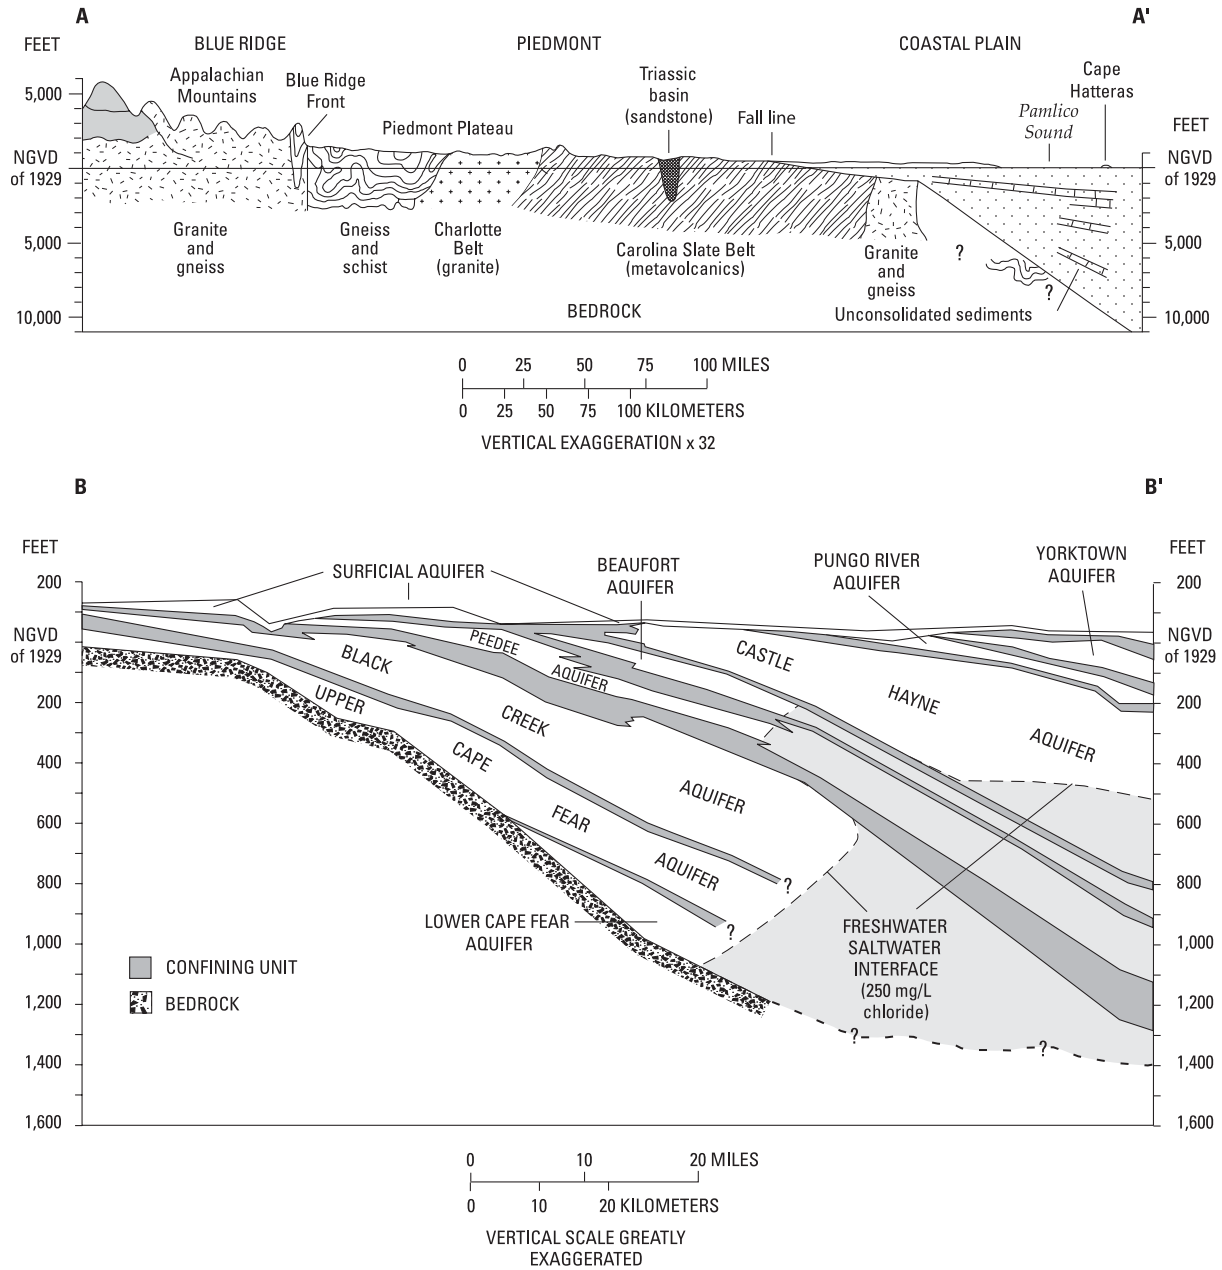 A
A'
FEET
BLUE RIDGE
PIEDMONT
COASTAL PLAIN
Appalachian
Mountains
Blue Ridge
Front
Piedmont Plateau
Triassic
basin
(sandstone)
Fall line
Pamlico
Sound
Cape
Hatteras
FEET
5,000
NGVD
of 1929
5,000
10,000
NGVD
of 1929
5,000
10,000
Granite
and
gneiss
Gneiss
and
schist
Charlotte
Belt
(granite)
Carolina Slate Belt
(metavolcanics)
Granite
and
gneiss
?
?
Unconsolidated sediments
BEDROCK
0 25 50 75 100 MILES
0 25 50 75 100 KILOMETERS
VERTICAL EXAGGERATION x 32
B
B'
FEET
FEET
SURFICIAL AQUIFER
BEAUFORT
AQUIFER
PUNGO RIVER
AQUIFER
YORKTOWN
AQUIFER
200
NGVD
of 1929
200
400
600
800
1,000
1,200
1,400
1,600
200
NGVD
of 1929
200
400
600
800
1,000
1,200
1,400
1,600
PEEDEE
AQUIFER
CASTLE
HAYNE
AQUIFER
BLACK
CREEK
AQUIFER
UPPER
CAPE
FEAR
AQUIFER
?
?
LOWER CAPE FEAR
AQUIFER
FRESHWATER
SALTWATER
INTERFACE
(250 mg/L
chloride)
?
?
CONFINING UNIT
BEDROCK
0 10 20 MILES
0 10 20 KILOMETERS
VERTICAL SCALE GREATLY
EXAGGERATED